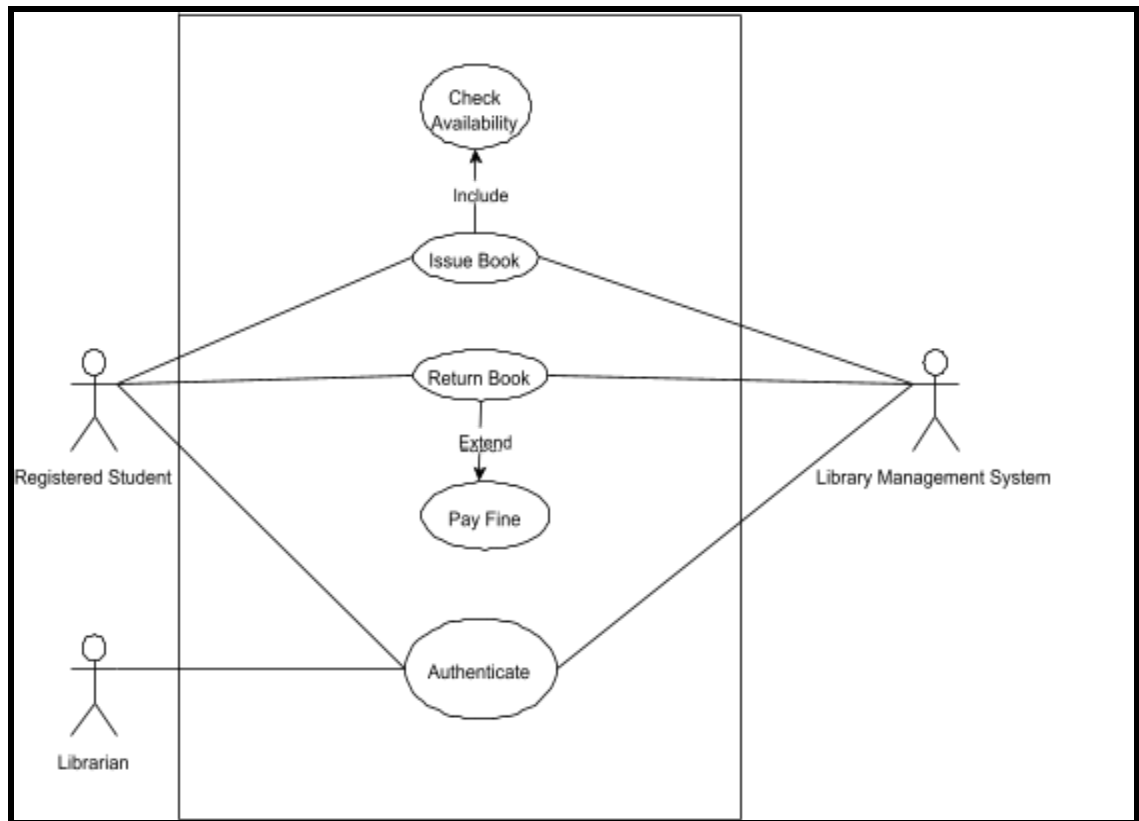 Check
Availability
Include
Issue Book
Return Book
Extend
Registered Student
Library Management System
Pay Fine
Authenticate
Librarian